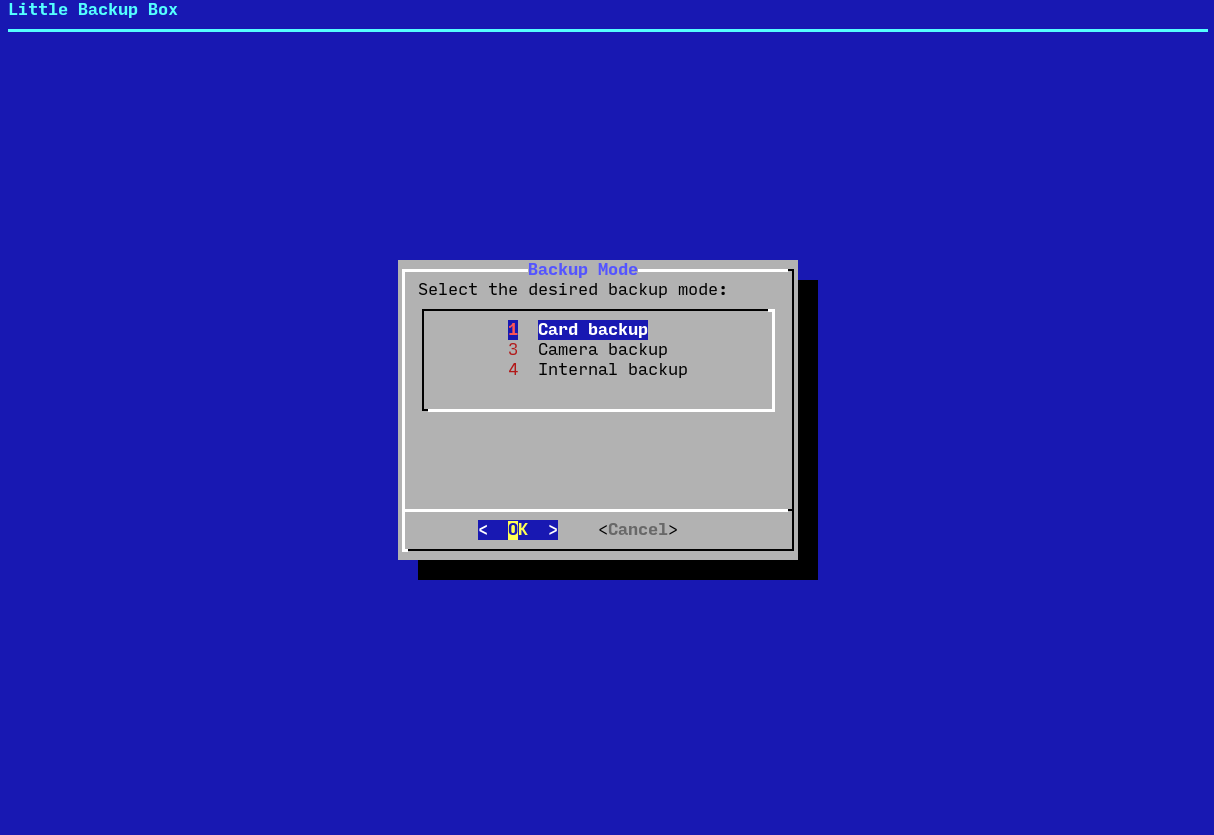 Little Backup Box
Backup Mode
Select the desired backup mode:
1 Card backup
3 Camera backup
4 Internal backup
< OK > <Cancel>